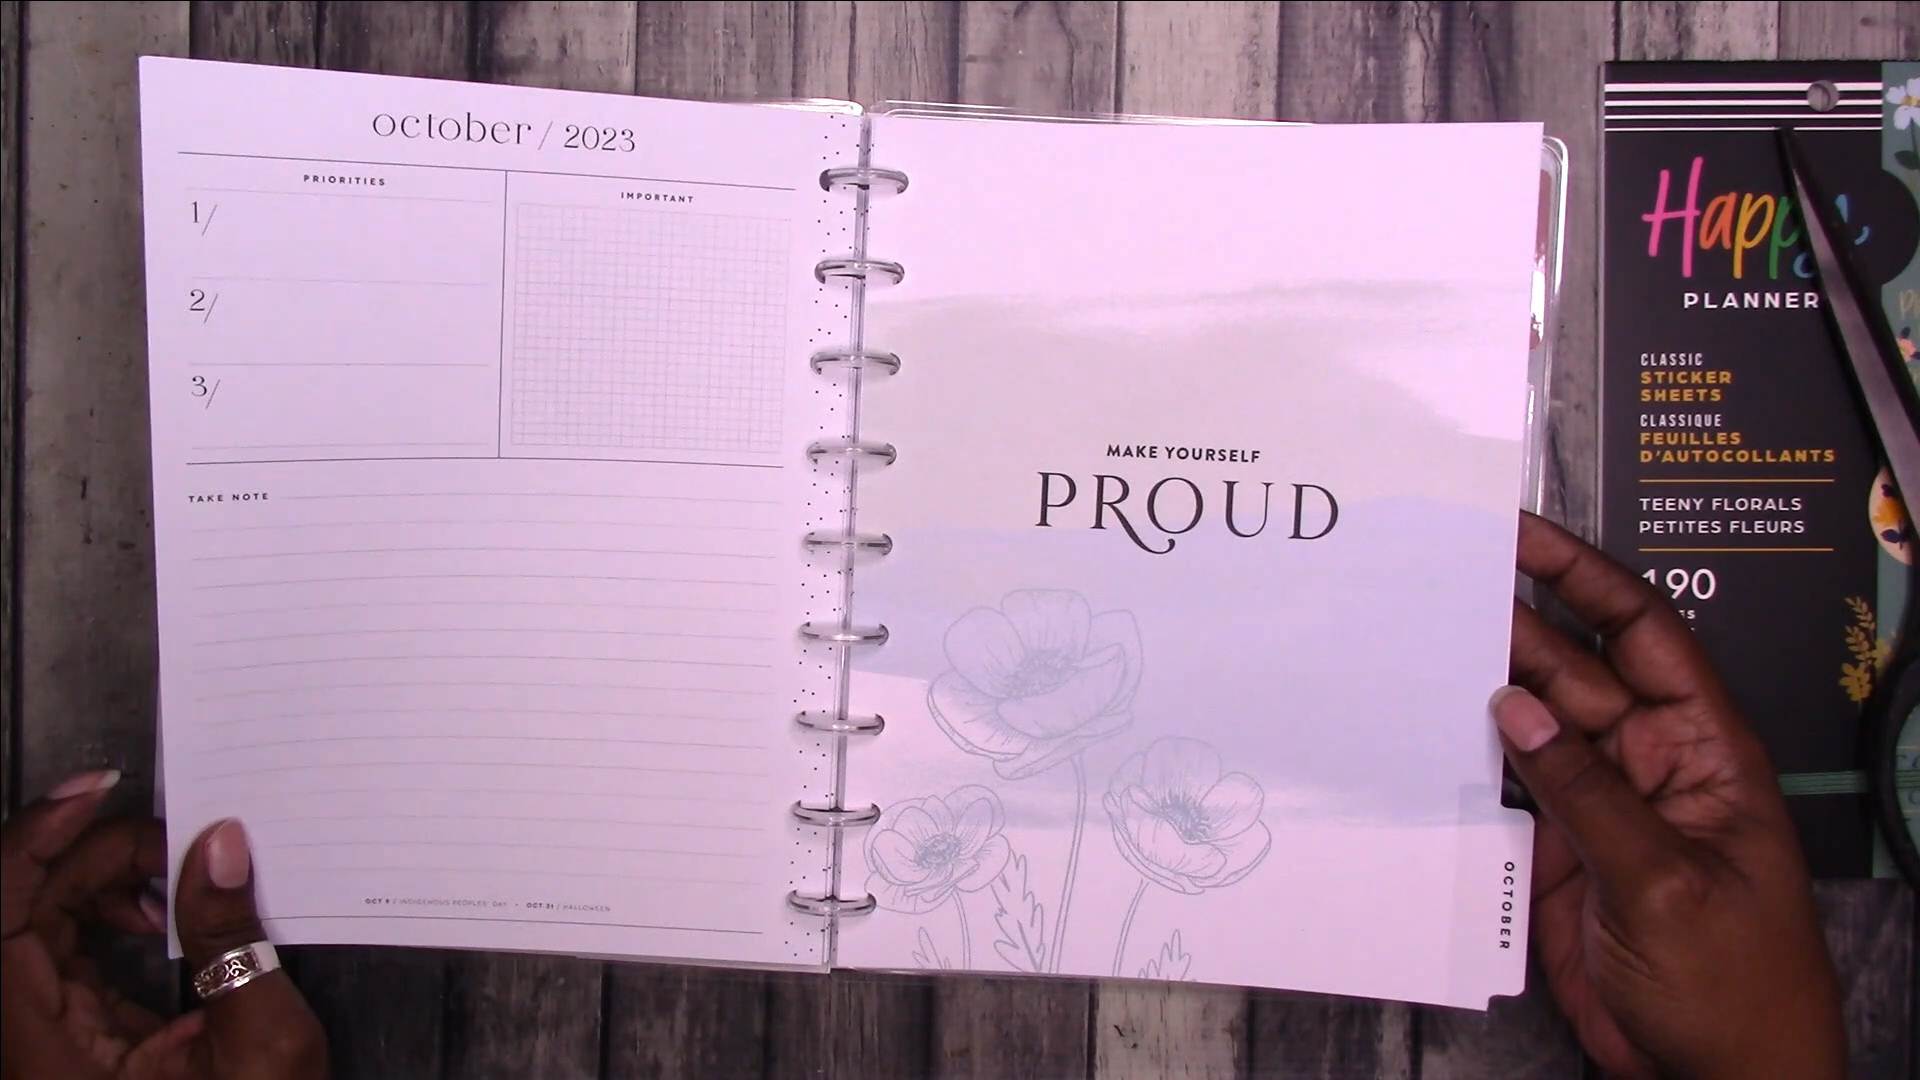 october / 2023
PRIORITIES
1/
2/
3/
IMPORTANT
TAKE NOTE
OCT 9 / INDIGENOUS PEOPLES' DAY • OCT 31 / HALLOWEEN
MAKE YOURSELF
PROUD
OCTOBER
Happy
PLANNER
CLASSIC
STICKER
SHEETS
CLASSIQUE
FEUILLES
D'AUTOCOLLANTS
TEENY FLORALS
PETITES FLEURS
190